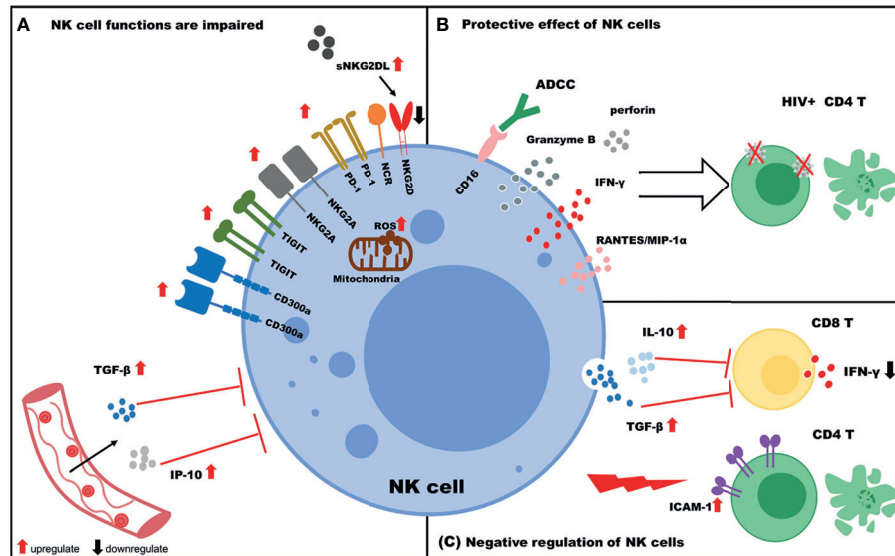 A
NK cell functions are impaired
sNKG2DL
PD-1
PD-1
NCR
NKG2D
NKG2A
NKG2A
TIGIT
TIGIT
CD300a
CD300a
ROS
Mitochondria
TGF-β
IP-10
NK cell
upregulate
downregulate
B
Protective effect of NK cells
ADCC
CD16
perforin
Granzyme B
IFN-γ
RANTES/MIP-1α
HIV+ CD4 T
IL-10
CD8 T
IFN-γ
TGF-β
CD4 T
ICAM-1
(C) Negative regulation of NK cells